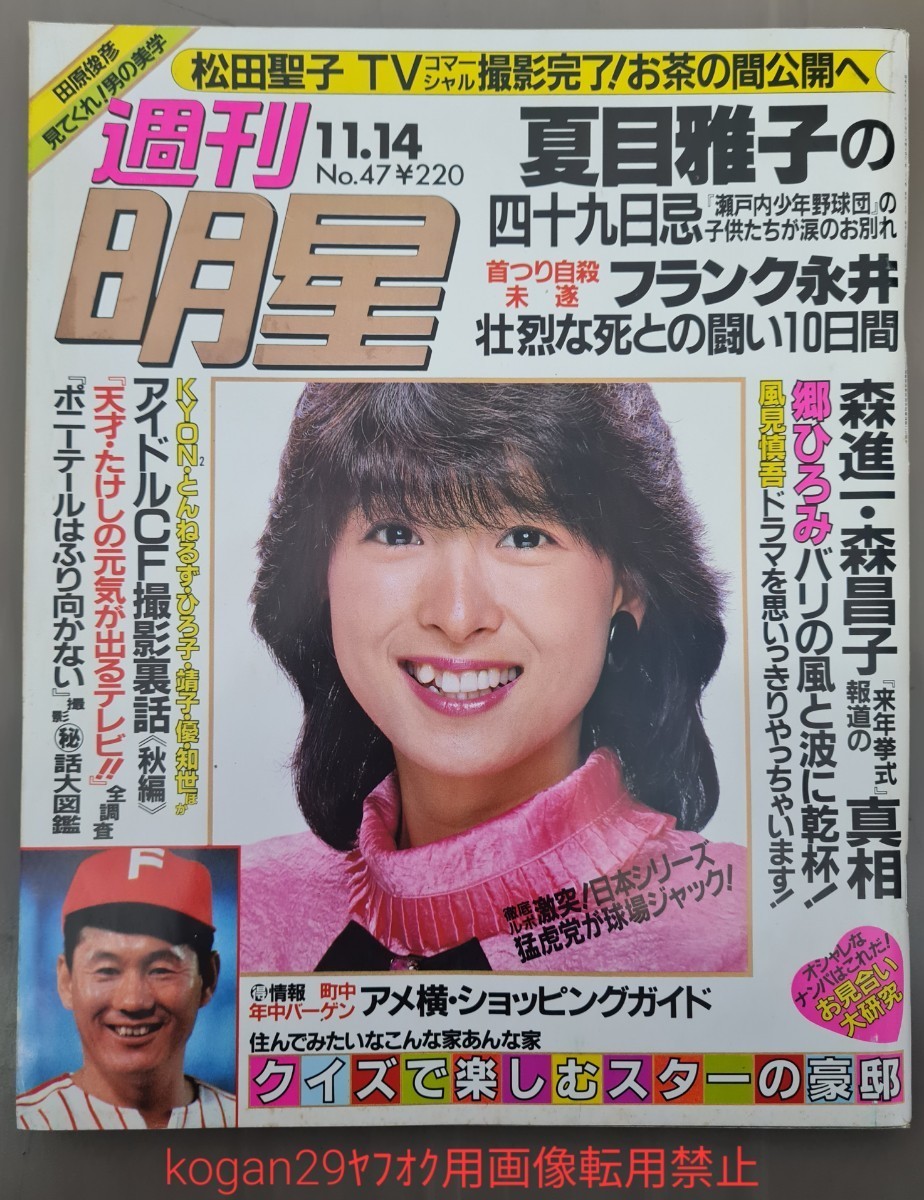 田原俊彦
見てくれ!男の美学
松田聖子 TVコマーシャル撮影完了!お茶の間公開へ
週刊
明星
11.14
No.47¥220
夏目雅子の
四十九日忌『瀬戸内少年野球団』の
子供たちが涙のお別れ
首つり自殺
未遂
フランク永井
壮烈な死との闘い10日間
森進一・森昌子『来年挙式』報道の真相
郷ひろみバリの風と波に乾杯!
風見慎吾ドラマを思いっきりやっちゃいます!
KYON2・とんねるず・ひろ子・靖子・優・知世ほか
アイドルCF撮影裏話《秋編》
『天才・たけしの元気が出るテレビ!!』全調査
『ポニーテールはふり向かない』撮影㊙話大図鑑
徹底ルポ激突!日本シリーズ
猛虎党が球場ジャック!
オシャレな
ナンパはこれだ!
お見合い
大研究
F
得情報 町中
年中バーゲン
アメ横・ショッピングガイド
住んでみたいなこんな家あんな家
クイズで楽しむスターの豪邸
kogan29ﾔﾌｵｸ用画像転用禁止